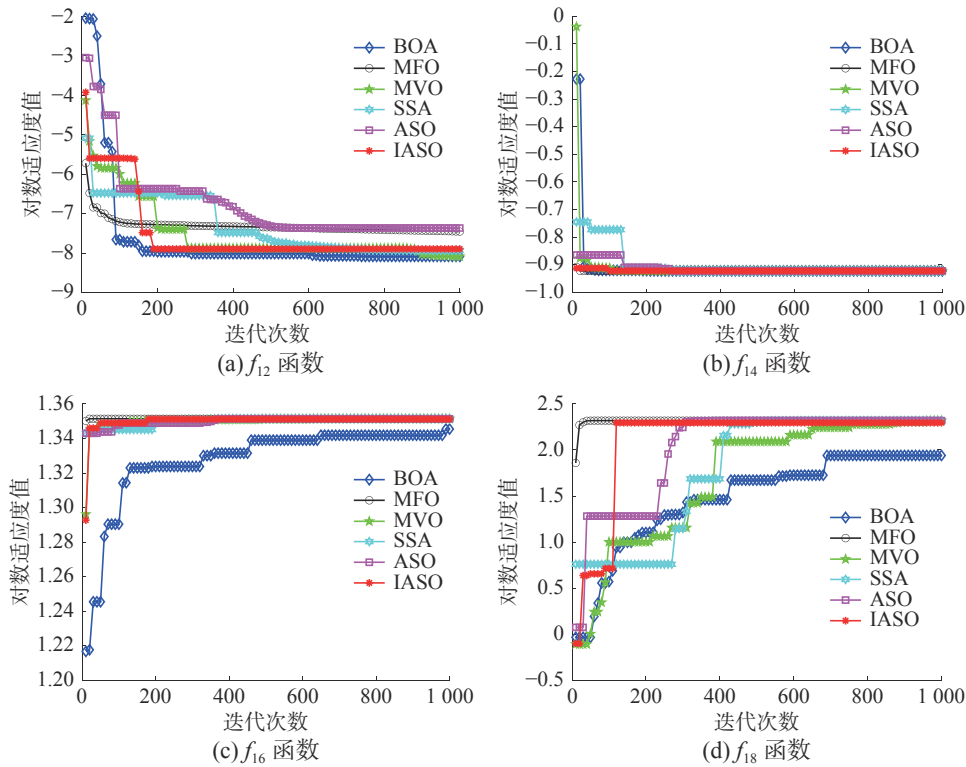 −2
−3
−4
−5
−6
−7
−8
−9
对数适应度值
BOA
MFO
MVO
SSA
ASO
IASO
0 200 400 600 800 1 000
迭代次数
(a) f12 函数
0
−0.1
−0.2
−0.3
−0.4
−0.5
−0.6
−0.7
−0.8
−0.9
−1.0
对数适应度值
BOA
MFO
MVO
SSA
ASO
IASO
0 200 400 600 800 1 000
迭代次数
(b) f14 函数
1.36
1.34
1.32
1.30
1.28
1.26
1.24
1.22
1.20
对数适应度值
BOA
MFO
MVO
SSA
ASO
IASO
0 200 400 600 800 1 000
迭代次数
(c) f16 函数
2.5
2.0
1.5
1.0
0.5
0
−0.5
对数适应度值
BOA
MFO
MVO
SSA
ASO
IASO
0 200 400 600 800 1 000
迭代次数
(d) f18 函数